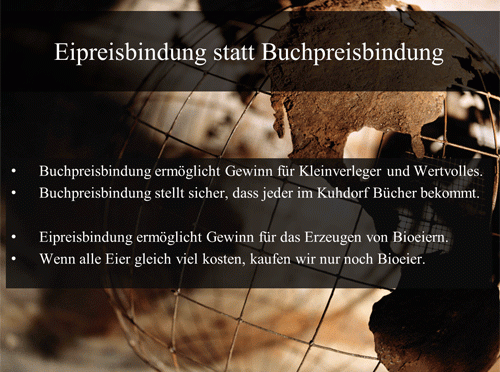 Eipreisbindung statt Buchpreisbindung
• Buchpreisbindung ermöglicht Gewinn für Kleinverleger und Wertvolles.
• Buchpreisbindung stellt sicher, dass jeder im Kuhdorf Bücher bekommt.
• Eipreisbindung ermöglicht Gewinn für das Erzeugen von Bioeiern.
• Wenn alle Eier gleich viel kosten, kaufen wir nur noch Bioeier.